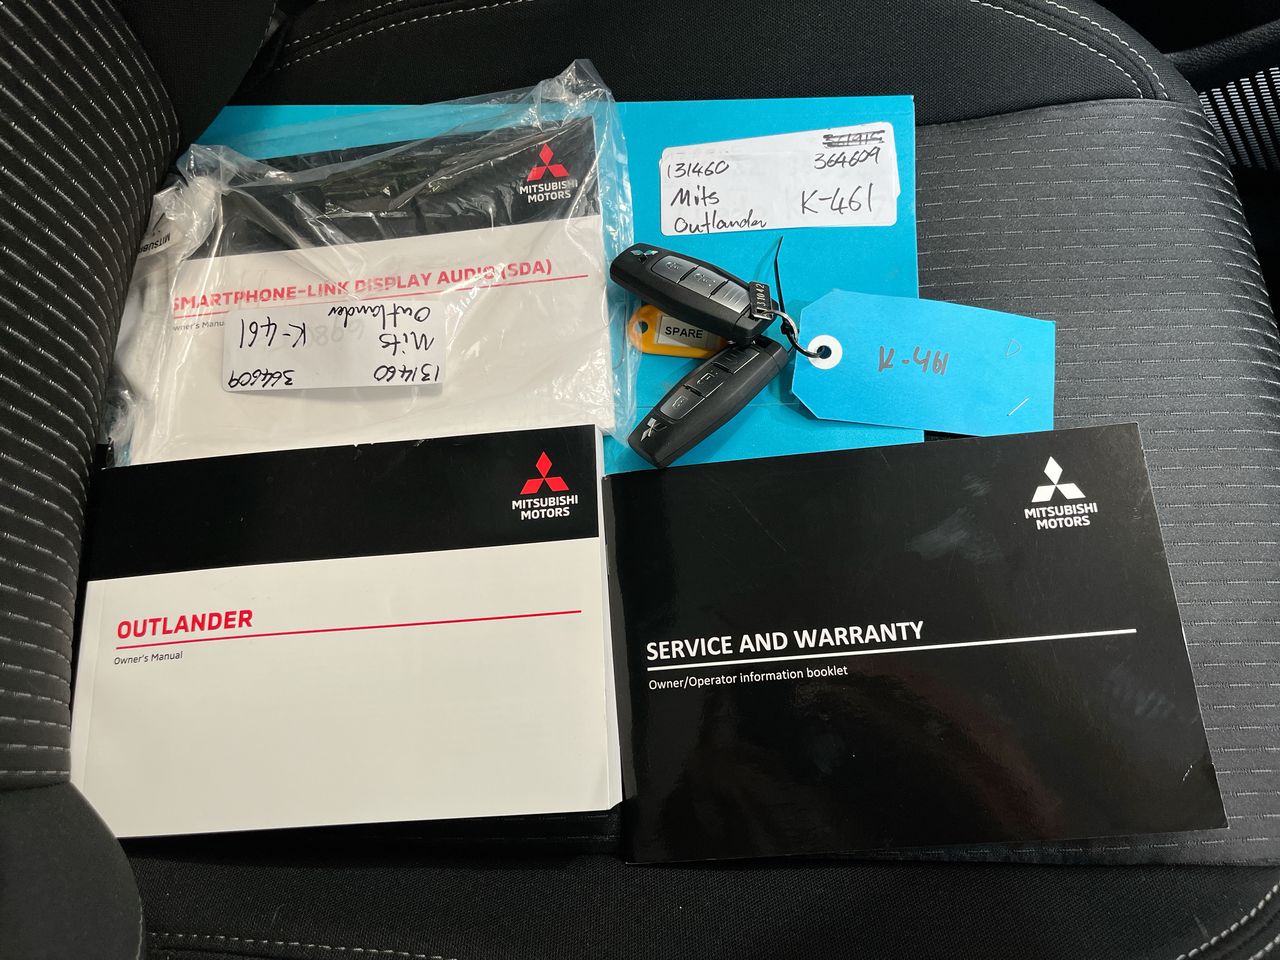 MITSUBISHI
MOTORS
SMARTPHONE-LINK DISPLAY AUDIO (SDA)
Owner's Manual
131460
364609
Mits
K-461
Outlander
131460
364609
Mits
K-461
Outlander
SPARE
K-461
MITSUBISHI
MOTORS
OUTLANDER
Owner's Manual
MITSUBISHI
MOTORS
SERVICE AND WARRANTY
Owner/Operator information booklet